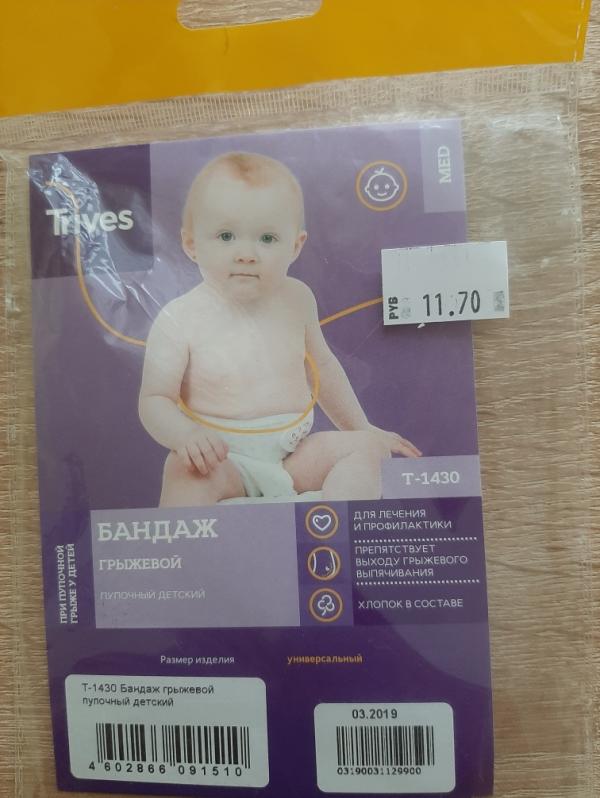 MED
Trives
РУБ 11.70
Т-1430
БАНДАЖ
ГРЫЖЕВОЙ
ПУПОЧНЫЙ ДЕТСКИЙ
ПРИ ПУПОЧНОЙ
ГРЫЖЕ У ДЕТЕЙ
ДЛЯ ЛЕЧЕНИЯ
И ПРОФИЛАКТИКИ
ПРЕПЯТСТВУЕТ
ВЫХОДУ ГРЫЖЕВОГО
ВЫПЯЧИВАНИЯ
ХЛОПОК В СОСТАВЕ
Размер изделия универсальный
Т-1430 Бандаж грыжевой
пупочный детский
4 602866 091510
03.2019
03190031129900